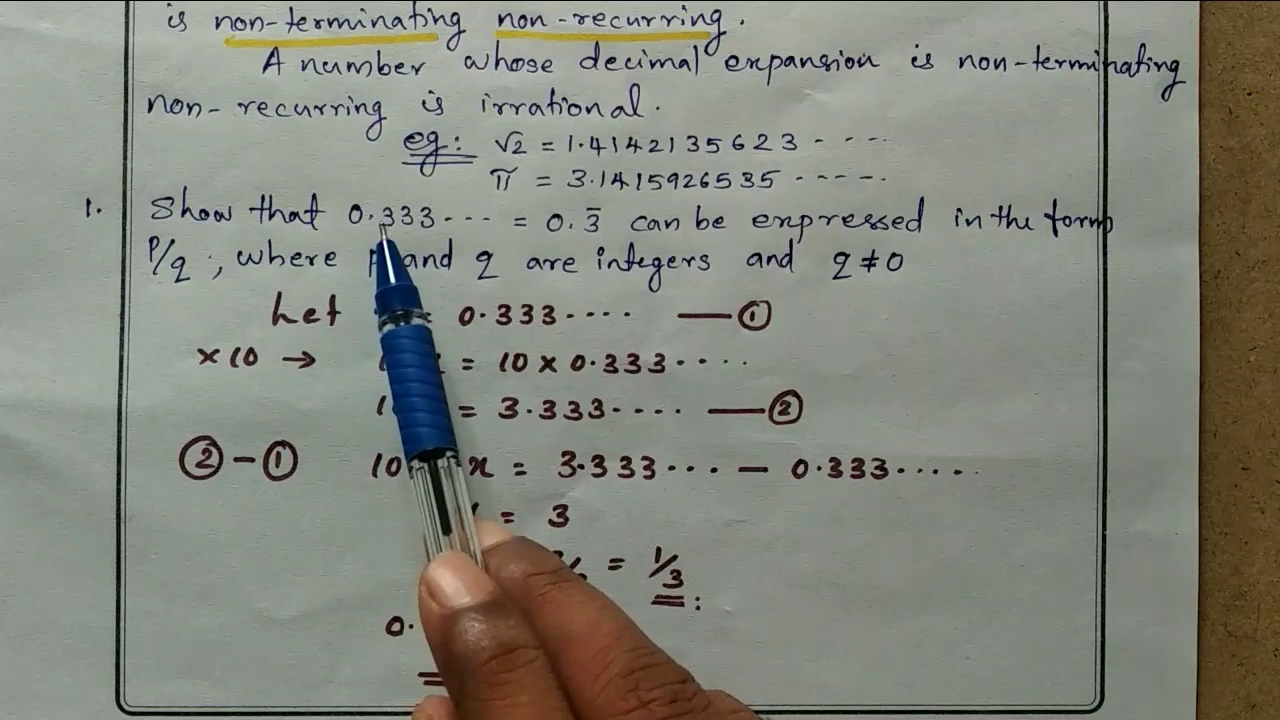 is non-terminating non-recurring.
A number whose decimal expansion is non-terminating
non-recurring is irrational.
eg: √2 = 1.4142135623 - - - -
π = 3.1415926535 - - - - -.
1. Show that 0.333... = 0.3̄ can be expressed in the form
P/q ; where and q are integers and q ≠ 0
Let = 0.333.... —①
×10 → = 10 × 0.333....
= 3.333.... —②
②-① 10 x = 3.333... — 0.333.....
= 3
= 1/3
0.